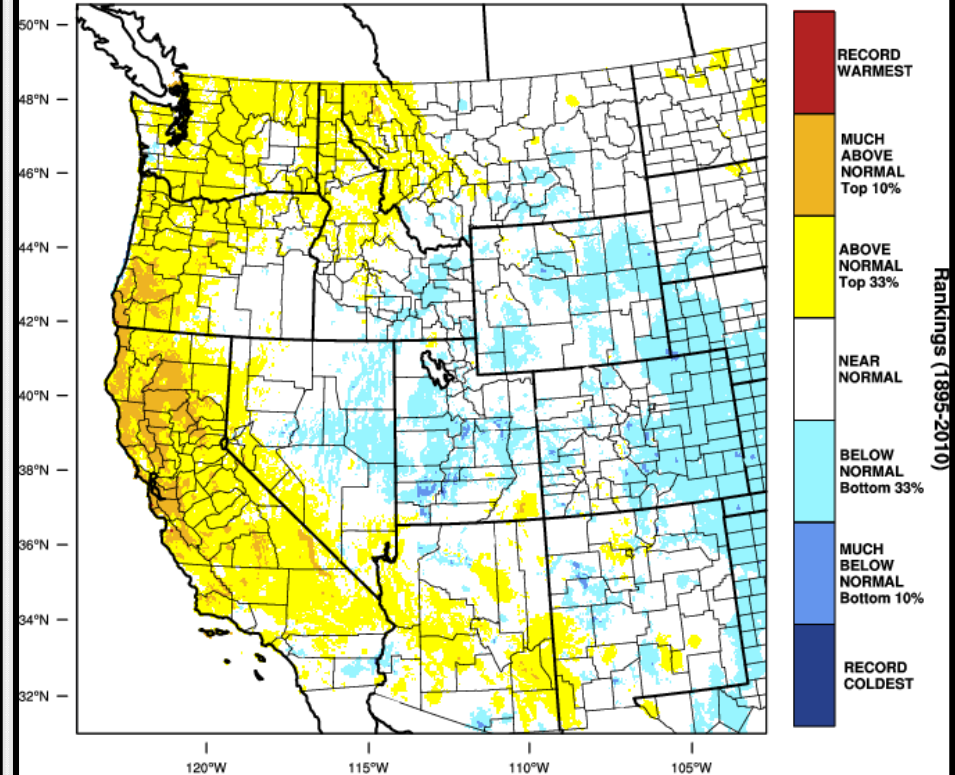 50°N
48°N
46°N
44°N
42°N
40°N
38°N
36°N
34°N
32°N
120°W
115°W
110°W
105°W
RECORD
WARMEST
MUCH
ABOVE
NORMAL
Top 10%
ABOVE
NORMAL
Top 33%
NEAR
NORMAL
BELOW
NORMAL
Bottom 33%
MUCH
BELOW
NORMAL
Bottom 10%
RECORD
COLDEST
Rankings (1895-2010)